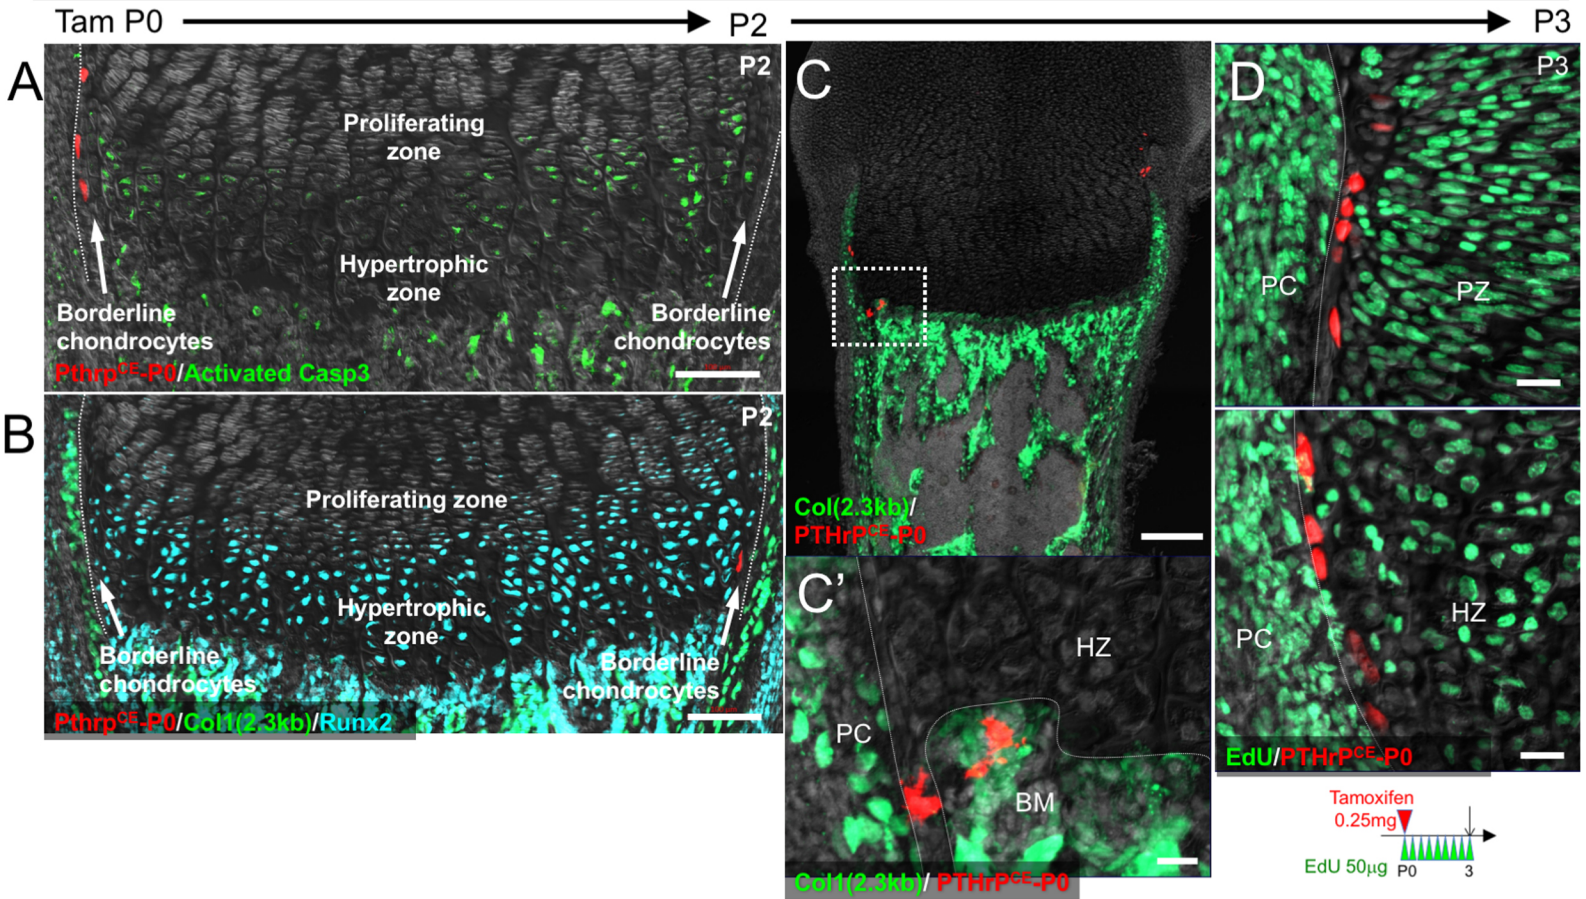 Tam P0
P2
P3
A
P2
Proliferating
zone
Hypertrophic
zone
Borderline
chondrocytes
Borderline
chondrocytes
Pthrpᶜᴱ-P0/Activated Casp3
B
P2
Proliferating zone
Hypertrophic
zone
Borderline
chondrocytes
Borderline
chondrocytes
Pthrpᶜᴱ-P0/Col1(2.3kb)/Runx2
C
Col(2.3kb)/
PTHrPᶜᴱ-P0
C’
HZ
PC
BM
Col1(2.3kb)/ PTHrPᶜᴱ-P0
D
P3
PC
PZ
HZ
PC
EdU/PTHrPᶜᴱ-P0
Tamoxifen
0.25mg
EdU 50μg
P0
3